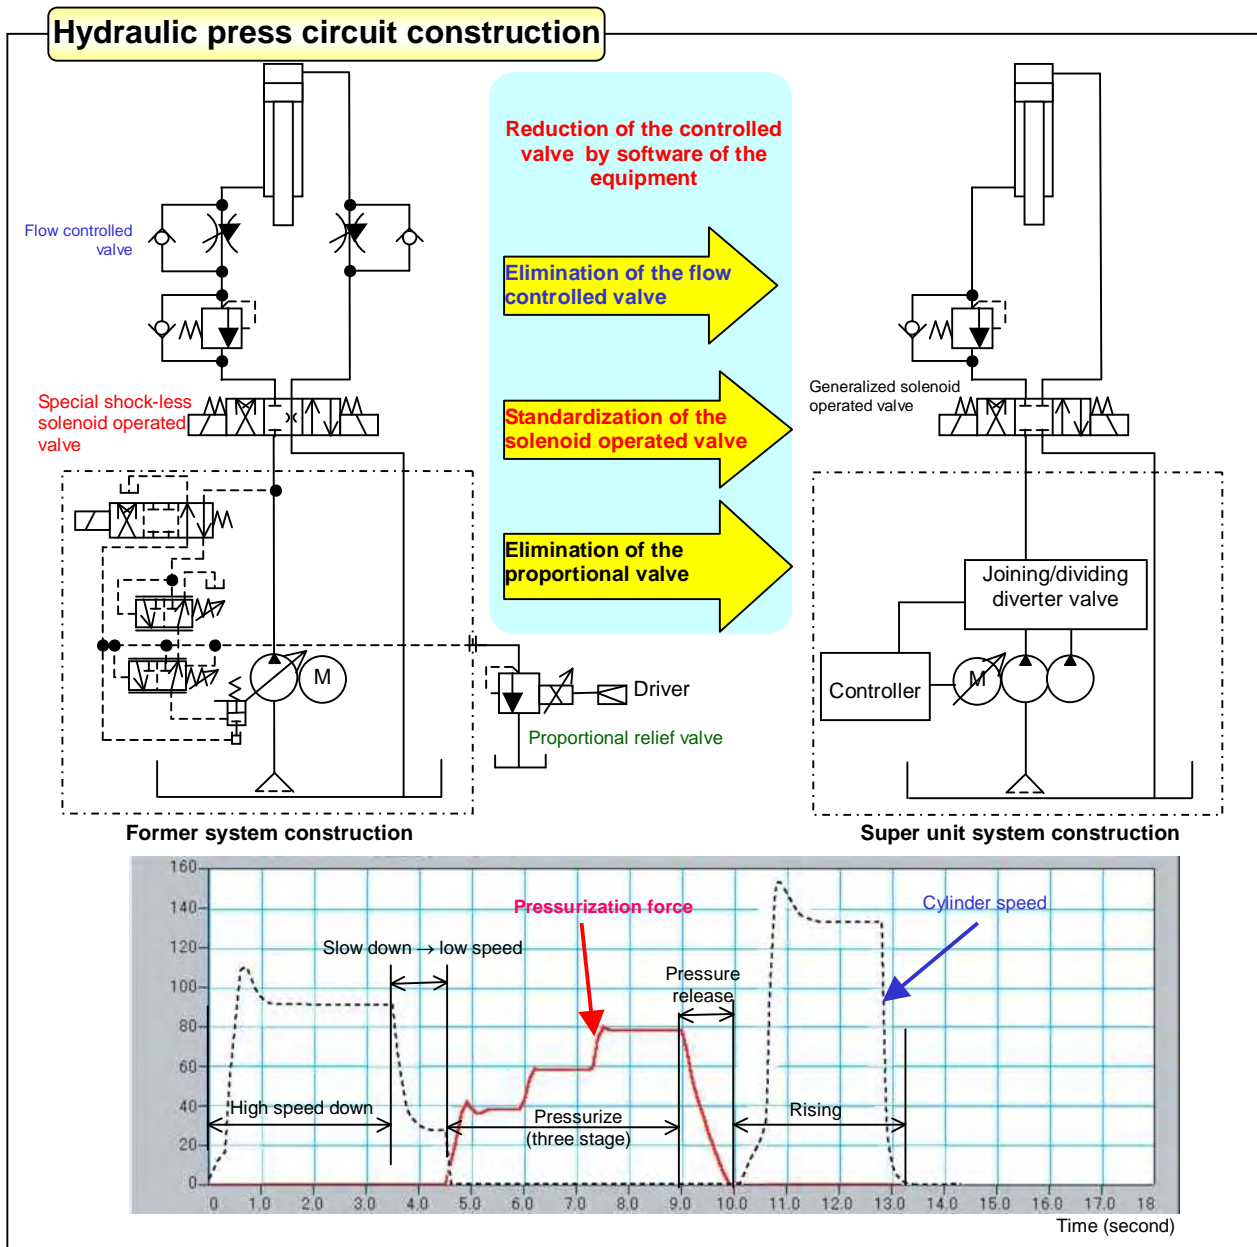 Hydraulic press circuit construction
Reduction of the controlled
valve by software of the
equipment
Flow controlled
valve
Elimination of the flow
controlled valve
Special shock-less
solenoid operated
valve
Standardization of the
solenoid operated valve
Generalized solenoid
operated valve
Elimination of the
proportional valve
Joining/dividing
diverter valve
M
Driver
Proportional relief valve
Controller
M
Former system construction
Super unit system construction
160
140
120
100
80
60
40
20
0
Pressurization force
Cylinder speed
Slow down → low speed
Pressure
release
High speed down
Pressurize
(three stage)
Rising
0 1.0 2.0 3.0 4.0 5.0 6.0 7.0 8.0 9.0 10.0 11.0 12.0 13.0 14.0 15.0 16.0 17.0 18
Time (second)